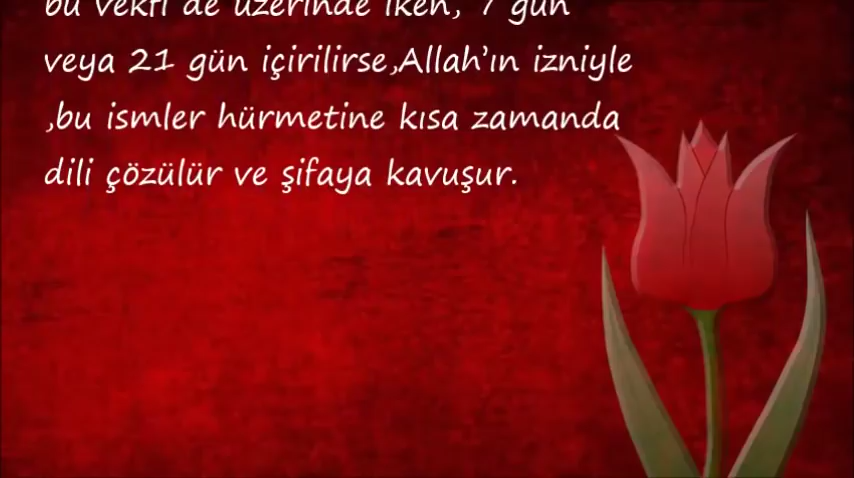 bu vekfi de üzerinde iken, 7 gün
veya 21 gün içirilirse,Allah'ın izniyle
,bu ismler hürmetine kısa zamanda
dili çözülür ve şifaya kavuşur.